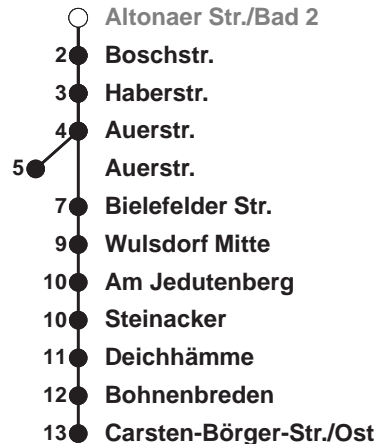 Altonaer Str./Bad 2
2 Boschstr.
3 Haberstr.
4 Auerstr.
5 Auerstr.
7 Bielefelder Str.
9 Wulsdorf Mitte
10 Am Jedutenberg
10 Steinacker
11 Deichhämme
12 Bohnenbreden
13 Carsten-Börger-Str./Ost